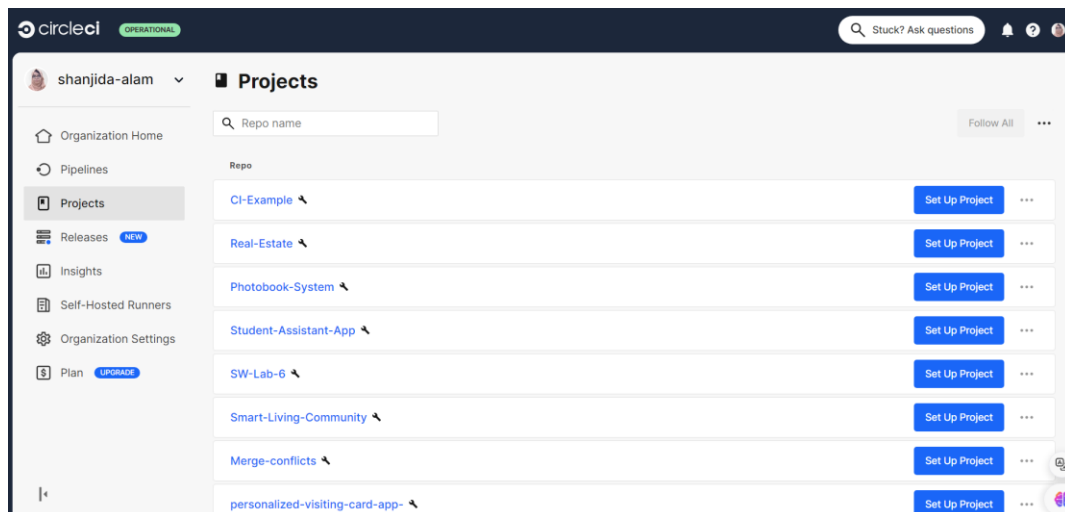 circleci OPERATIONAL Stuck? Ask questions
shanjida-alam
Organization Home
Pipelines
Projects
Releases NEW
Insights
Self-Hosted Runners
Organization Settings
Plan UPGRADE
Projects
Repo name Follow All
Repo
CI-Example Set Up Project
Real-Estate Set Up Project
Photobook-System Set Up Project
Student-Assistant-App Set Up Project
SW-Lab-6 Set Up Project
Smart-Living-Community Set Up Project
Merge-conflicts Set Up Project
personalized-visiting-card-app- Set Up Project